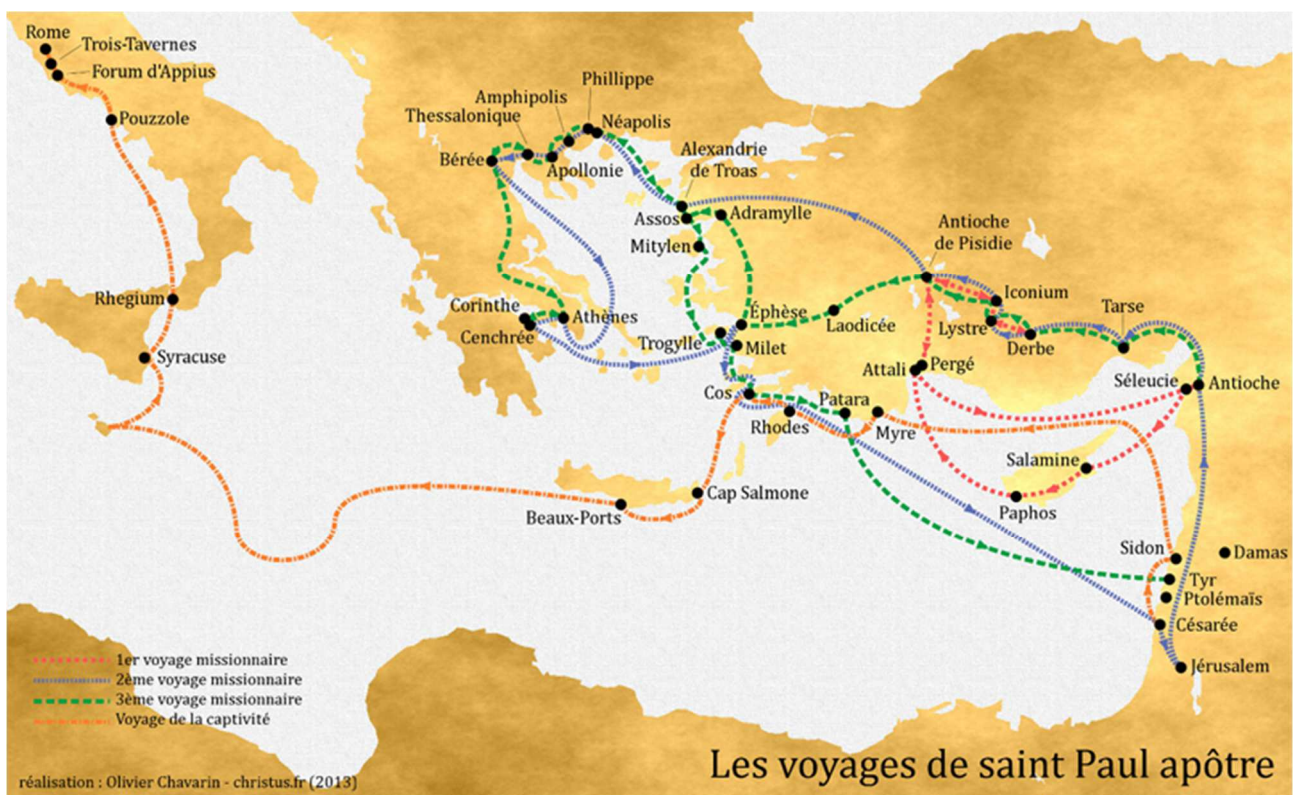 Rome
Trois-Tavernes
Forum d'Appius
Pouzzole
Rhegium
Syracuse
Phillippe
Amphipolis
Néapolis
Thessalonique
Bérée
Apollonie
Alexandrie
de Troas
Assos
Adramylle
Mitylen
Antioche
de Pisidie
Iconium
Tarse
Corinthe
Athènes
Cenchrée
Éphèse
Laodicée
Lystre
Derbe
Trogylle
Milet
Attali
Pergé
Séleucie
Antioche
Cos
Rhodes
Patara
Myre
Salamine
Paphos
Cap Salmone
Beaux-Ports
Sidon
Damas
Tyr
Ptolémaïs
Césarée
Jérusalem
1er voyage missionnaire
2ème voyage missionnaire
3ème voyage missionnaire
Voyage de la captivité
réalisation : Olivier Chavarin - christus.fr (2013)
Les voyages de saint Paul apôtre